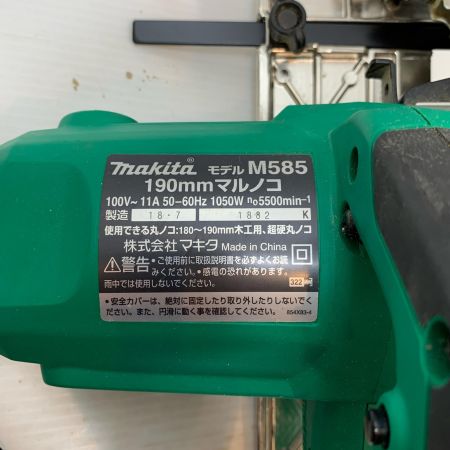 makita® モデル M585
190mmマルノコ
100V~ 11A 50-60Hz 1050W n₀5500min⁻¹
製造 18・7 1882 K
使用できる丸ノコ:180~190mm木工用、超硬丸ノコ
株式会社マキタ Made in China
⚠警告 ・ご使用前に取扱説明書を必ずよくお読
みください。・感電の恐れがあります。
雨中では使用しないでください。 322
・安全カバーは、絶対に固定したり取り外したりしないでく
ださい。また、円滑に動く事を確認してください。 854X83-4